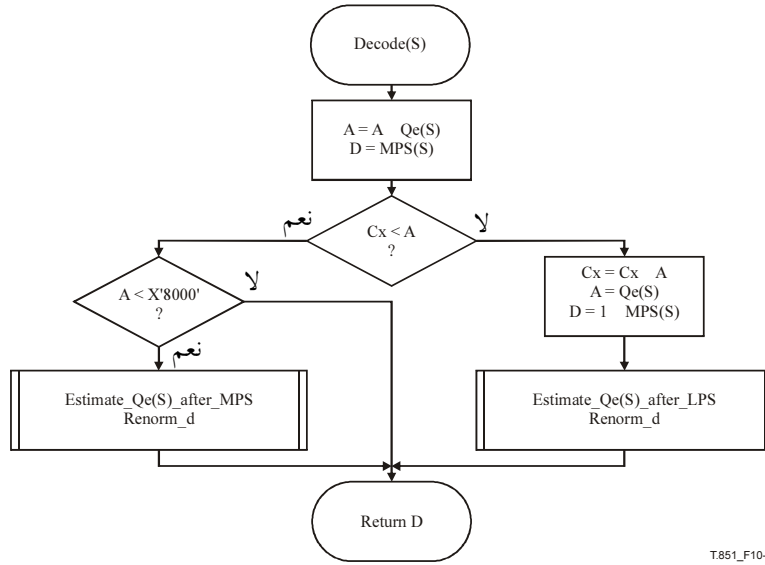 Decode(S)
A = A Qe(S)
D = MPS(S)
نعم
لا
Cx < A
?
A < X'8000'
?
لا
نعم
Cx = Cx A
A = Qe(S)
D = 1 MPS(S)
Estimate_Qe(S)_after_MPS
Renorm_d
Estimate_Qe(S)_after_LPS
Renorm_d
Return D
T.851_F10-